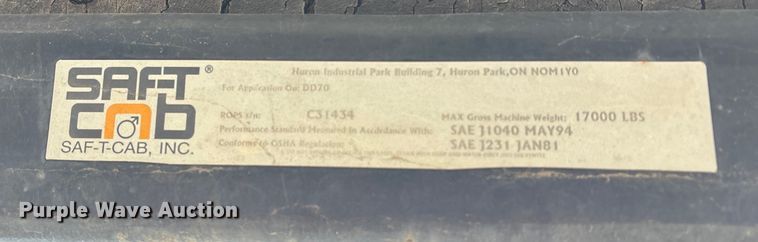 SAF-T®
cab
SAF-T-CAB, INC.
Huron Industrial Park Building 7, Huron Park,ON NOM1Y0
For Application On: DD70
ROPS s/n: C31434 MAX Gross Machine Weight: 17000 LBS
Performance Standard Measured in Accordance With: SAE J1040 MAY94
Conforms to OSHA Regulation: SAE J231 JAN81
Purple Wave Auction